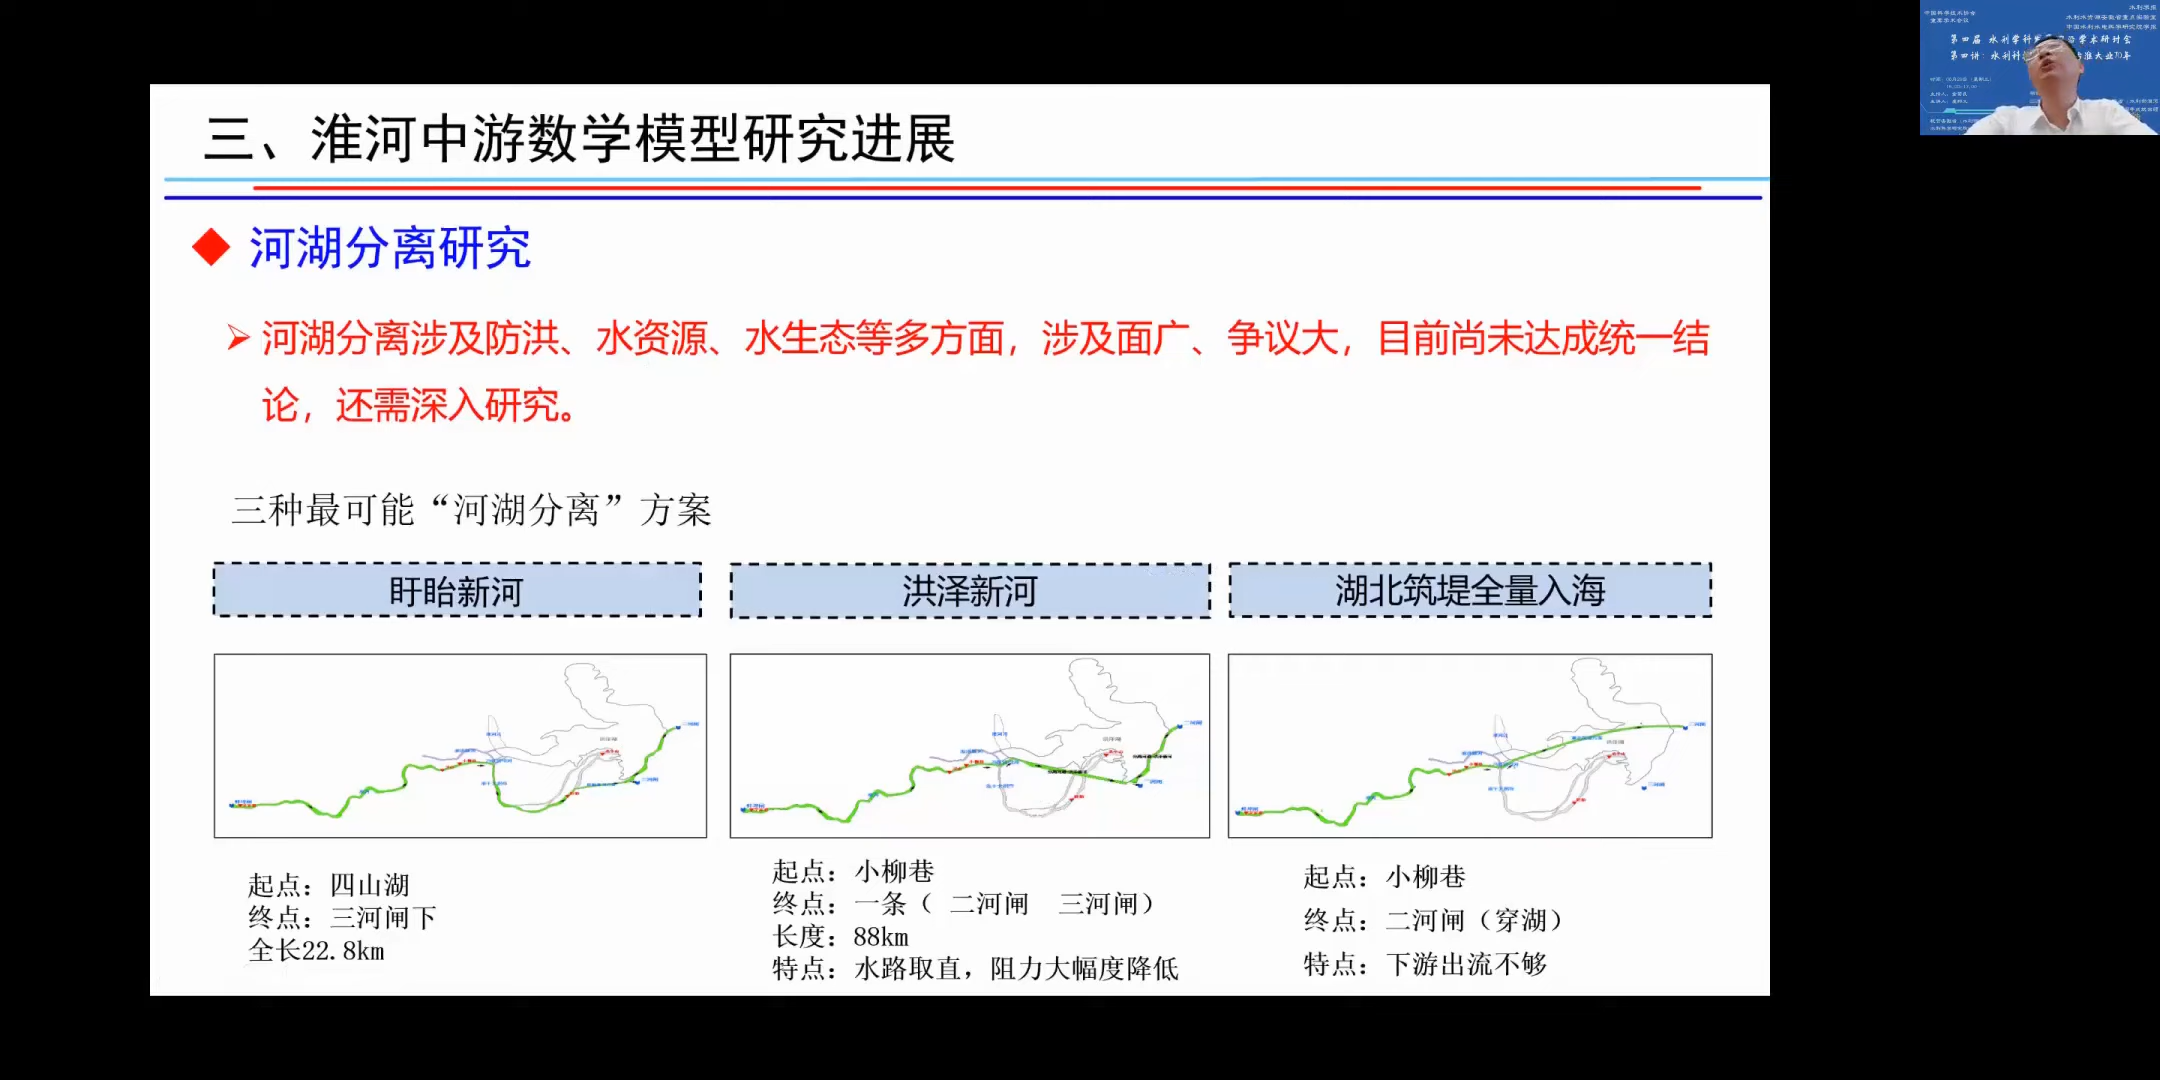 三、淮河中游数学模型研究进展
河湖分离研究
河湖分离涉及防洪、水资源、水生态等多方面，涉及面广、争议大，目前尚未达成统一结
论，还需深入研究。
三种最可能“河湖分离”方案
盱眙新河
洪泽新河
湖北筑堤全量入海
起点：四山湖
终点：三河闸下
全长22.8km
起点：小柳巷
终点：一条（ 二河闸 三河闸）
长度：88km
特点：水路取直，阻力大幅度降低
起点：小柳巷
终点：二河闸（穿湖）
特点：下游出流不够